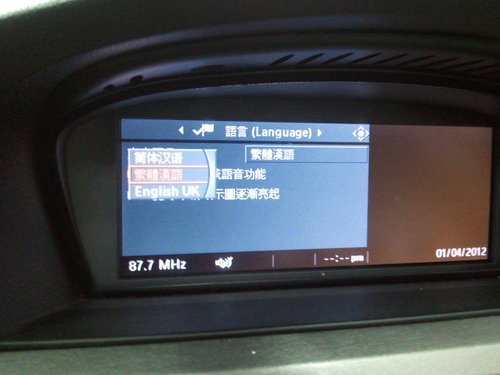 語言 (Language)
简体汉语
繁體漢語
繁體漢語
統語音功能
English UK
示圖逐漸亮起
87.7 MHz
--:-- pm
01/04/2012